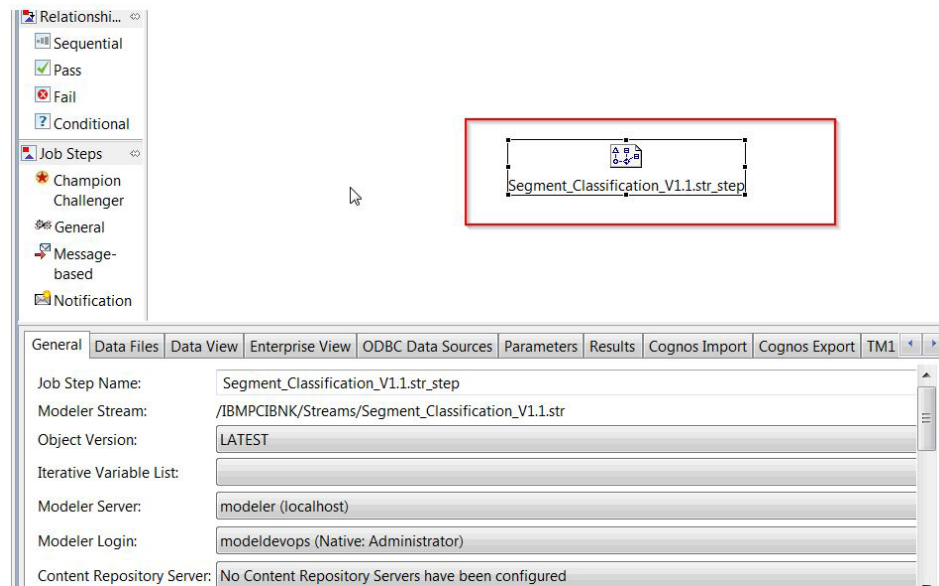 Relationshi...
Sequential
Pass
Fail
Conditional
Job Steps
Champion
Challenger
General
Message-
based
Notification
Segment_Classification_V1.1.str_step
General Data Files Data View Enterprise View ODBC Data Sources Parameters Results Cognos Import Cognos Export TM1
Job Step Name: Segment_Classification_V1.1.str_step
Modeler Stream: /IBMPCIBNK/Streams/Segment_Classification_V1.1.str
Object Version: LATEST
Iterative Variable List:
Modeler Server: modeler (localhost)
Modeler Login: modeldevops (Native: Administrator)
Content Repository Server: No Content Repository Servers have been configured